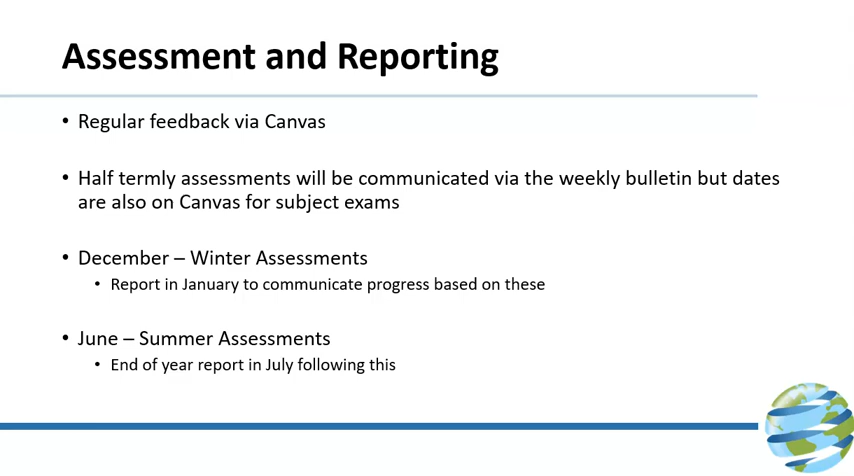 Assessment and Reporting
• Regular feedback via Canvas
• Half termly assessments will be communicated via the weekly bulletin but dates
are also on Canvas for subject exams
• December – Winter Assessments
• Report in January to communicate progress based on these
• June – Summer Assessments
• End of year report in July following this